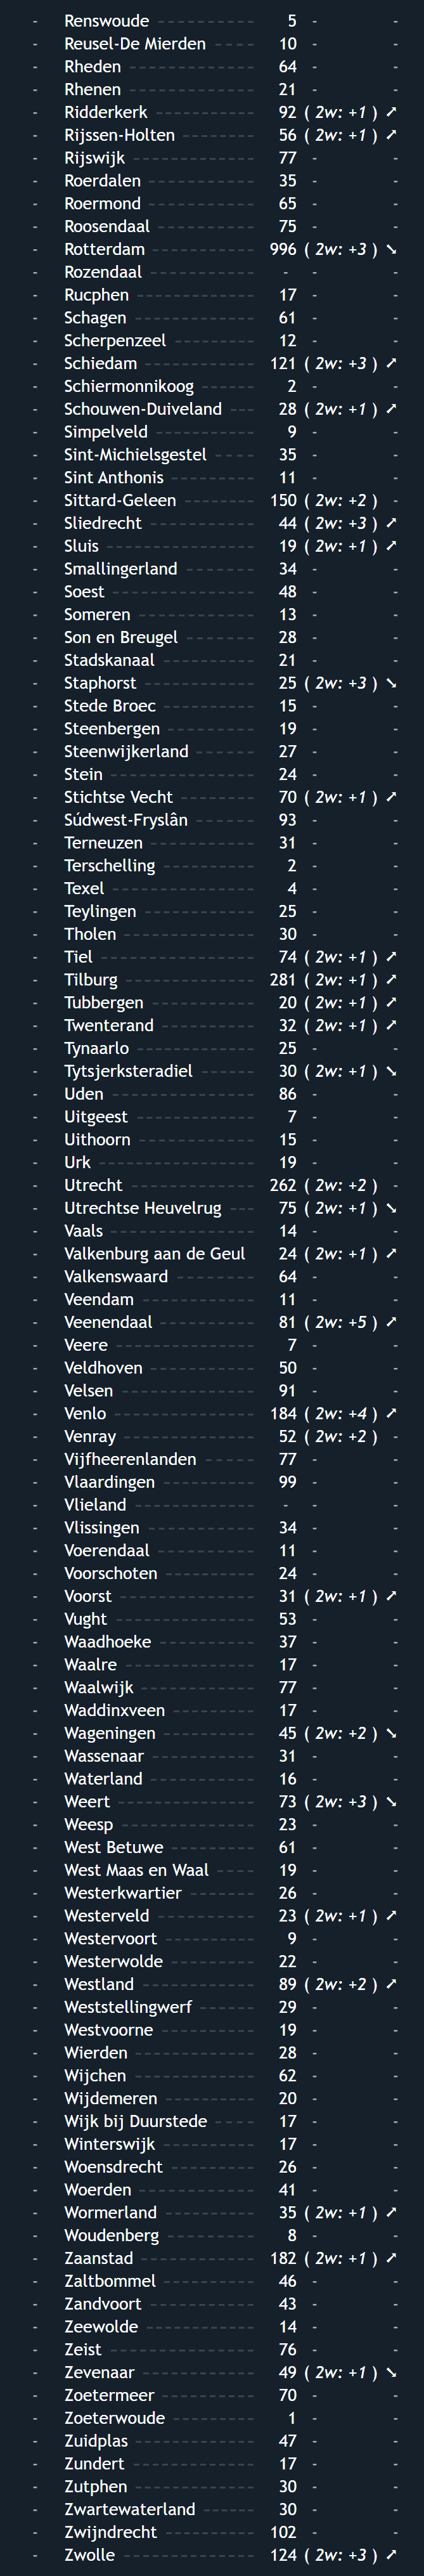 - Renswoude ----------- 5 - -
- Reusel-De Mierden ----- 10 - -
- Rheden -------------- 64 - -
- Rhenen -------------- 21 - -
- Ridderkerk ----------- 92 ( 2w: +1 ) ➚
- Rijssen-Holten --------- 56 ( 2w: +1 ) ➚
- Rijswijk -------------- 77 - -
- Roerdalen ------------ 35 - -
- Roermond ------------ 65 - -
- Roosendaal ----------- 75 - -
- Rotterdam ------------ 996 ( 2w: +3 ) ➘
- Rozendaal ------------ - - -
- Rucphen ------------- 17 - -
- Schagen -------------- 61 - -
- Scherpenzeel ---------- 12 - -
- Schiedam ------------- 121 ( 2w: +3 ) ➚
- Schiermonnikoog ------ 2 - -
- Schouwen-Duiveland --- 28 ( 2w: +1 ) ➚
- Simpelveld ----------- 9 - -
- Sint-Michielsgestel ----- 35 - -
- Sint Anthonis ---------- 11 - -
- Sittard-Geleen -------- 150 ( 2w: +2 ) -
- Sliedrecht ------------ 44 ( 2w: +3 ) ➚
- Sluis ---------------- 19 ( 2w: +1 ) ➚
- Smallingerland -------- 34 - -
- Soest ---------------- 48 - -
- Someren ------------- 13 - -
- Son en Breugel -------- 28 - -
- Stadskanaal ---------- 21 - -
- Staphorst ------------ 25 ( 2w: +3 ) ➘
- Stede Broec ----------- 15 - -
- Steenbergen ---------- 19 - -
- Steenwijkerland ------- 27 - -
- Stein ---------------- 24 - -
- Stichtse Vecht --------- 70 ( 2w: +1 ) ➚
- Súdwest-Fryslân ------- 93 - -
- Terneuzen ------------ 31 - -
- Terschelling ----------- 2 - -
- Texel ---------------- 4 - -
- Teylingen ------------ 25 - -
- Tholen --------------- 30 - -
- Tiel ----------------- 74 ( 2w: +1 ) ➚
- Tilburg --------------- 281 ( 2w: +1 ) ➚
- Tubbergen ------------ 20 ( 2w: +1 ) ➚
- Twenterand ----------- 32 ( 2w: +1 ) ➚
- Tynaarlo ------------- 25 - -
- Tytsjerksteradiel ------ 30 ( 2w: +1 ) ➘
- Uden ---------------- 86 - -
- Uitgeest -------------- 7 - -
- Uithoorn ------------- 15 - -
- Urk ----------------- 19 - -
- Utrecht -------------- 262 ( 2w: +2 ) -
- Utrechtse Heuvelrug --- 75 ( 2w: +1 ) ➘
- Vaals ---------------- 14 - -
- Valkenburg aan de Geul 24 ( 2w: +1 ) ➚
- Valkenswaard --------- 64 - -
- Veendam ------------- 11 - -
- Veenendaal ----------- 81 ( 2w: +5 ) ➚
- Veere ---------------- 7 - -
- Veldhoven ------------ 50 - -
- Velsen --------------- 91 - -
- Venlo ---------------- 184 ( 2w: +4 ) ➚
- Venray --------------- 52 ( 2w: +2 ) -
- Vijfheerenlanden ------ 77 - -
- Vlaardingen ----------- 99 - -
- Vlieland -------------- - - -
- Vlissingen ------------ 34 - -
- Voerendaal ----------- 11 - -
- Voorschoten ---------- 24 - -
- Voorst --------------- 31 ( 2w: +1 ) ➚
- Vught ---------------- 53 - -
- Waadhoeke ----------- 37 - -
- Waalre --------------- 17 - -
- Waalwijk ------------- 77 - -
- Waddinxveen ---------- 17 - -
- Wageningen ----------- 45 ( 2w: +2 ) ➘
- Wassenaar ------------ 31 - -
- Waterland ------------ 16 - -
- Weert --------------- 73 ( 2w: +3 ) ➘
- Weesp --------------- 23 - -
- West Betuwe ---------- 61 - -
- West Maas en Waal ---- 19 - -
- Westerkwartier -------- 26 - -
- Westerveld ----------- 23 ( 2w: +1 ) ➚
- Westervoort ---------- 9 - -
- Westerwolde ---------- 22 - -
- Westland ------------- 89 ( 2w: +2 ) ➚
- Weststellingwerf ------ 29 - -
- Westvoorne ----------- 19 - -
- Wierden ------------- 28 - -
- Wijchen -------------- 62 - -
- Wijdemeren ---------- 20 - -
- Wijk bij Duurstede ---- 17 - -
- Winterswijk ----------- 17 - -
- Woensdrecht ---------- 26 - -
- Woerden ------------- 41 - -
- Wormerland ---------- 35 ( 2w: +1 ) ➚
- Woudenberg ---------- 8 - -
- Zaanstad ------------- 182 ( 2w: +1 ) ➚
- Zaltbommel ---------- 46 - -
- Zandvoort ------------ 43 - -
- Zeewolde ------------ 14 - -
- Zeist ---------------- 76 - -
- Zevenaar ------------- 49 ( 2w: +1 ) ➘
- Zoetermeer ----------- 70 - -
- Zoeterwoude --------- 1 - -
- Zuidplas -------------- 47 - -
- Zundert -------------- 17 - -
- Zutphen ------------- 30 - -
- Zwartewaterland ------ 30 - -
- Zwijndrecht ---------- 102 - -
- Zwolle --------------- 124 ( 2w: +3 ) ➚